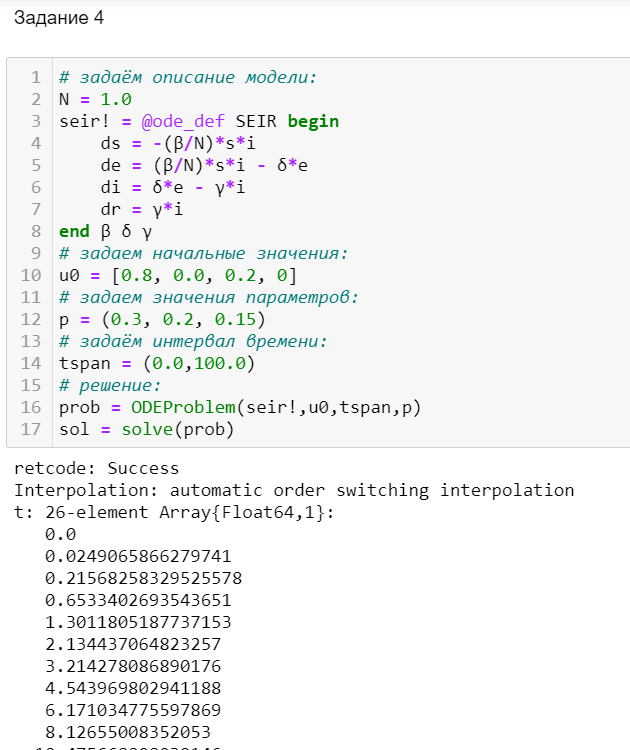 Задание 4
1 # задаём описание модели:
2 N = 1.0
3 seir! = @ode_def SEIR begin
4 ds = -(β/N)*s*i
5 de = (β/N)*s*i - δ*e
6 di = δ*e - γ*i
7 dr = γ*i
8 end β δ γ
9 # задаем начальные значения:
10 u0 = [0.8, 0.0, 0.2, 0]
11 # задаем значения параметров:
12 p = (0.3, 0.2, 0.15)
13 # задаём интервал времени:
14 tspan = (0.0,100.0)
15 # решение:
16 prob = ODEProblem(seir!,u0,tspan,p)
17 sol = solve(prob)
retcode: Success
Interpolation: automatic order switching interpolation
t: 26-element Array{Float64,1}:
0.0
0.0249065866279741
0.21568258329525578
0.6533402693543651
1.3011805187737153
2.134437064823257
3.214278086890176
4.543969802941188
6.171034775597869
8.12655008352053